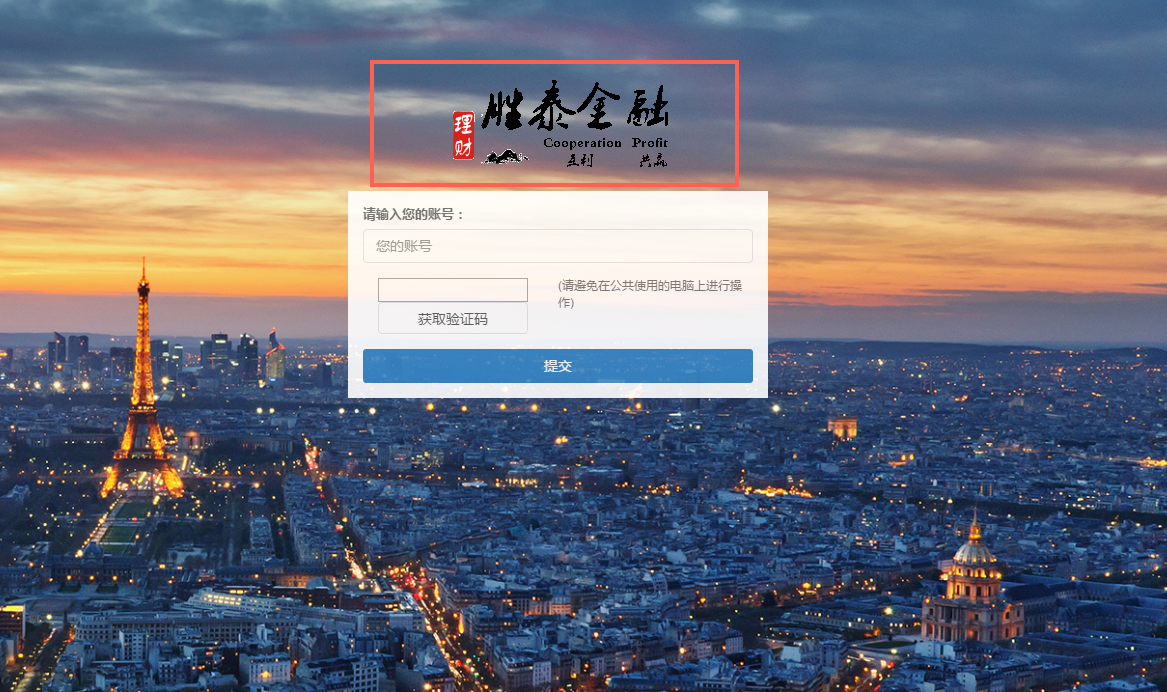 胜泰金融
理财
Cooperation Profit
互利 共赢
请输入您的账号：
您的账号
(请避免在公共使用的电脑上进行操
作)
获取验证码
提交